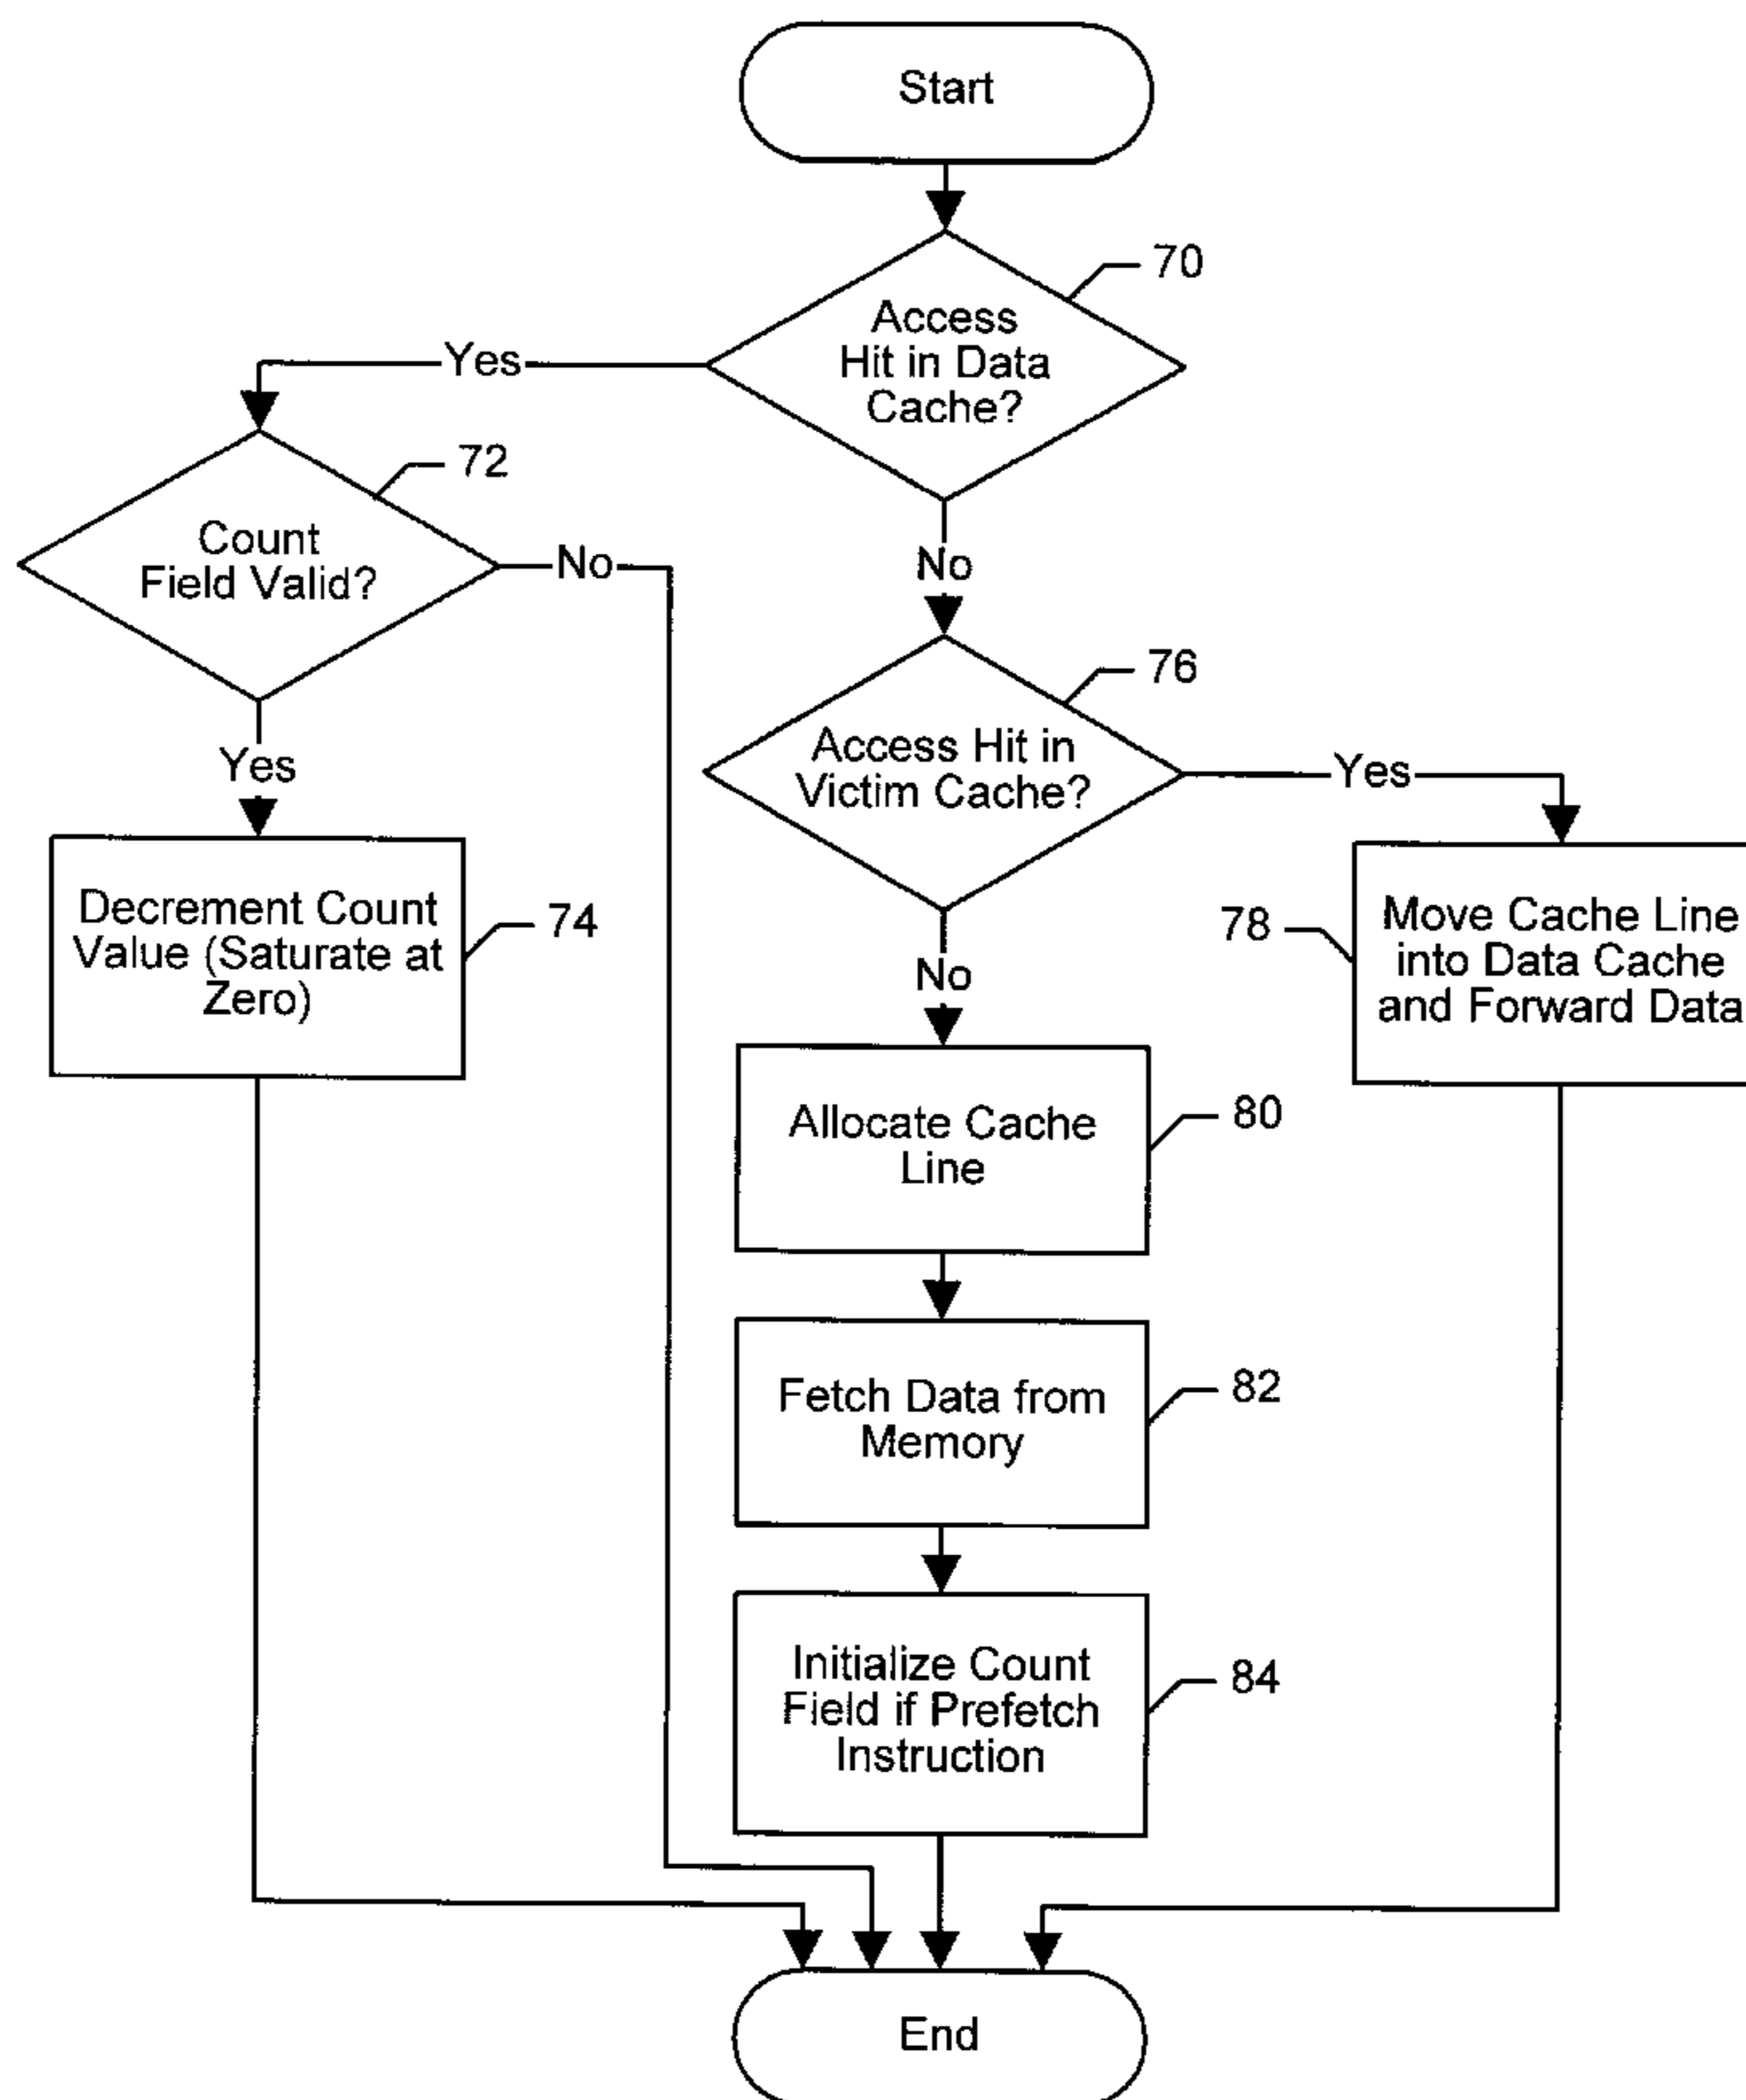 Start
70
Access
Hit in Data
Cache?
Yes
No
72
Count
Field Valid?
No
Yes
76
Access Hit in
Victim Cache?
Yes
No
Decrement Count
Value (Saturate at
Zero)
74
78
Move Cache Line
into Data Cache
and Forward Data
Allocate Cache
Line
80
Fetch Data from
Memory
82
Initialize Count
Field if Prefetch
Instruction
84
End